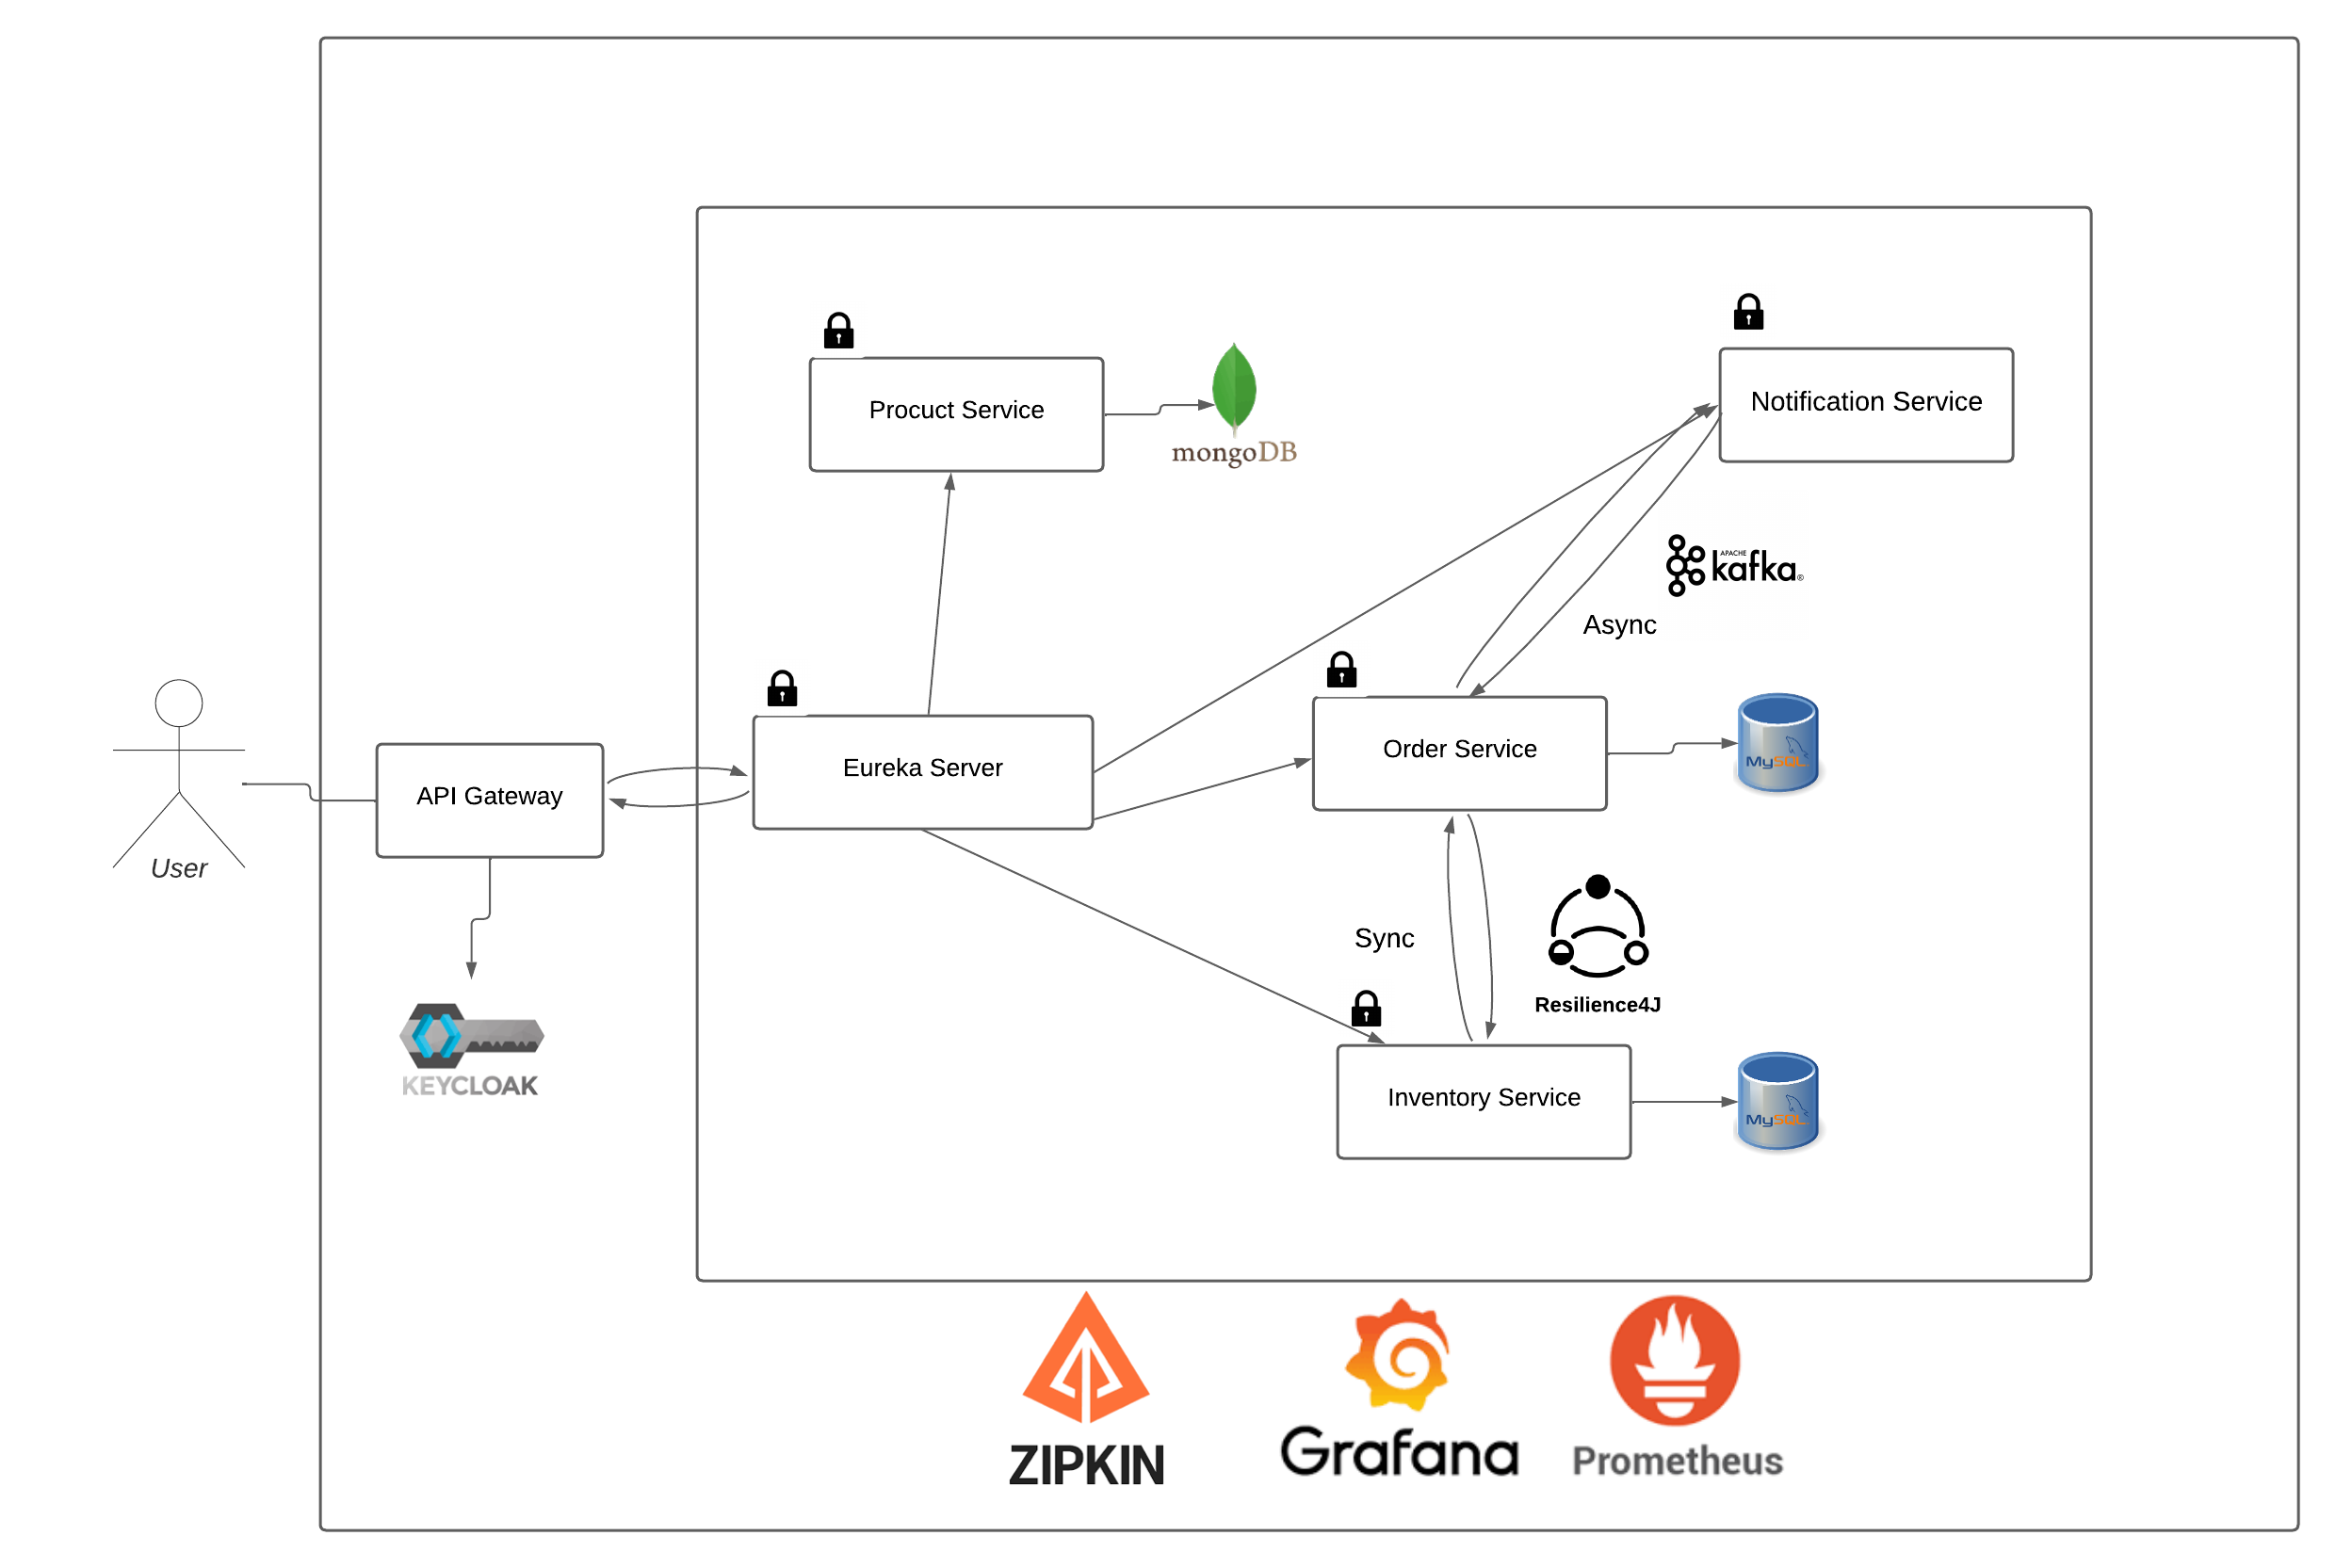 Procuct Service
mongoDB
Notification Service
APACHE
kafka®
Async
Eureka Server
Order Service
MySQL
API Gateway
User
Sync
Resilience4J
KEYCLOAK
Inventory Service
MySQL
ZIPKIN
Grafana
Prometheus